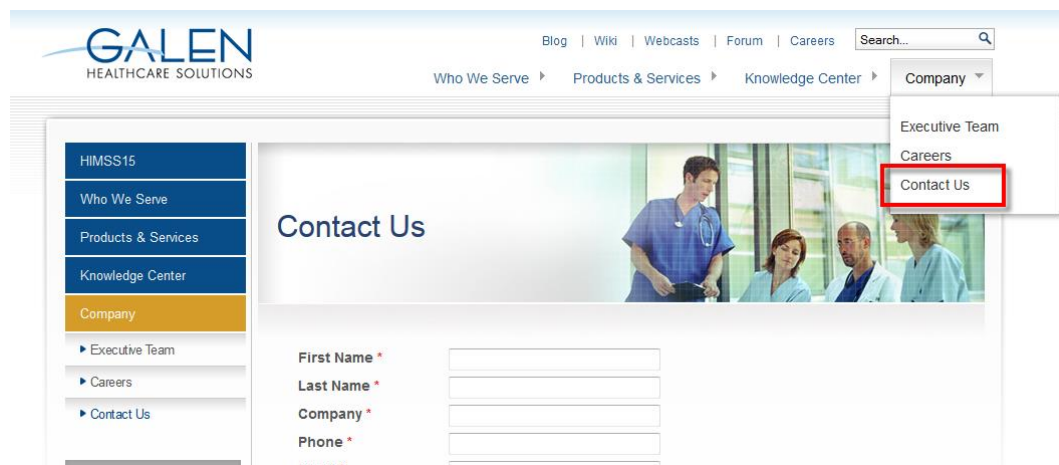 GALEN
HEALTHCARE SOLUTIONS
Blog | Wiki | Webcasts | Forum | Careers Search...
Who We Serve Products & Services Knowledge Center Company
Executive Team
Careers
Contact Us
HIMSS15
Who We Serve
Products & Services
Knowledge Center
Company
Executive Team
Careers
Contact Us
Contact Us
First Name *
Last Name *
Company *
Phone *